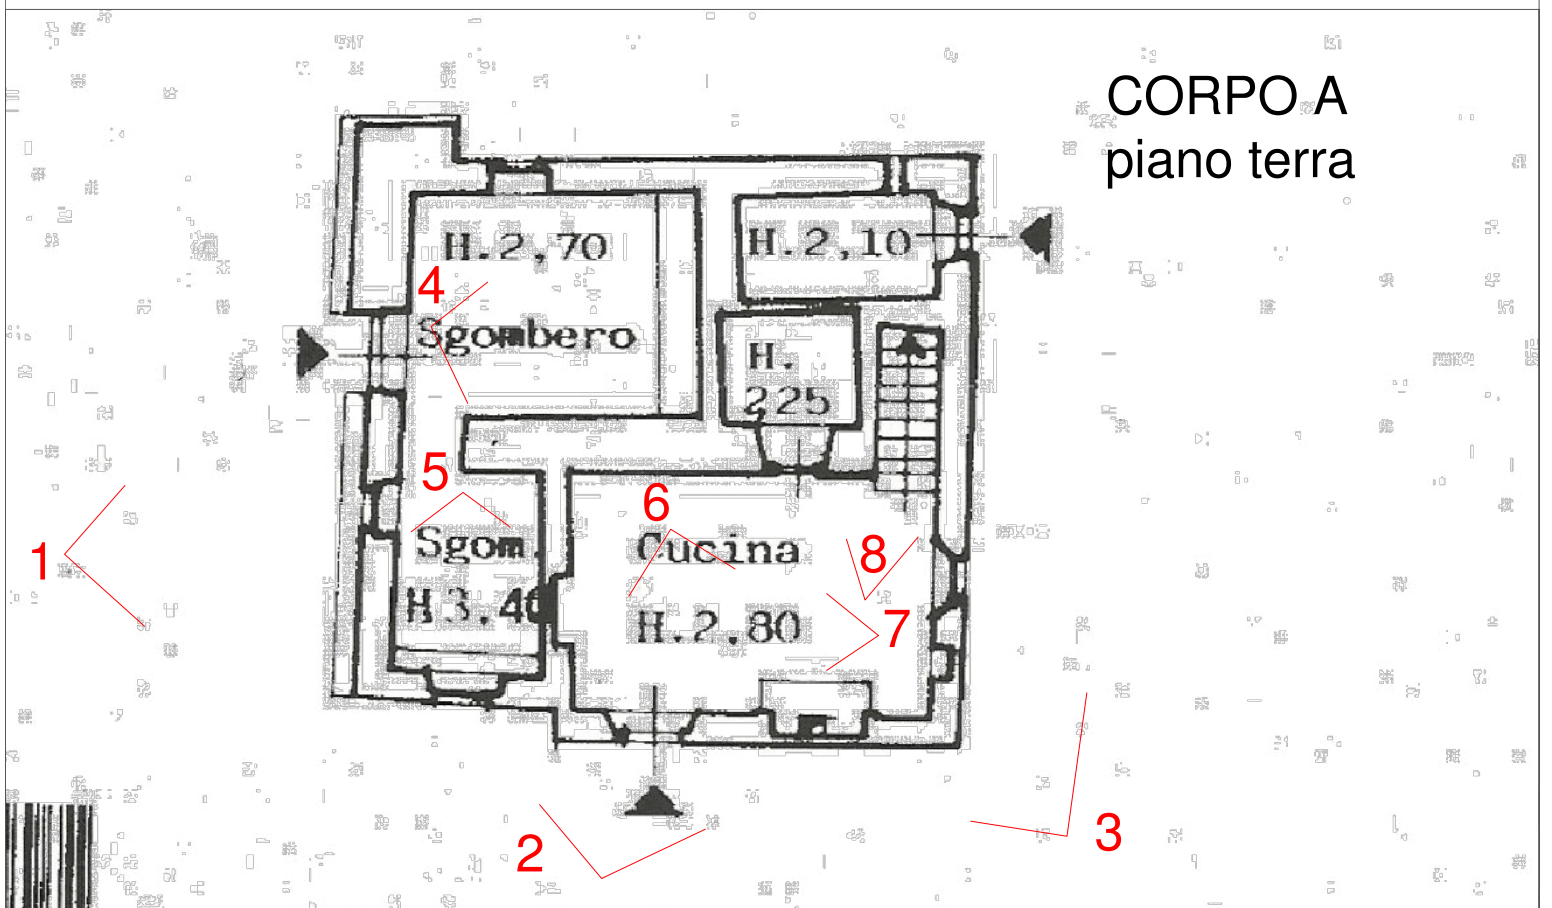 CORPO A
piano terra
H.2,70
H.2,10
4
Sgombero
H.
225
5
6
1
Sgom.
Cucina
8
H3.40
H.2.80
7
2
3